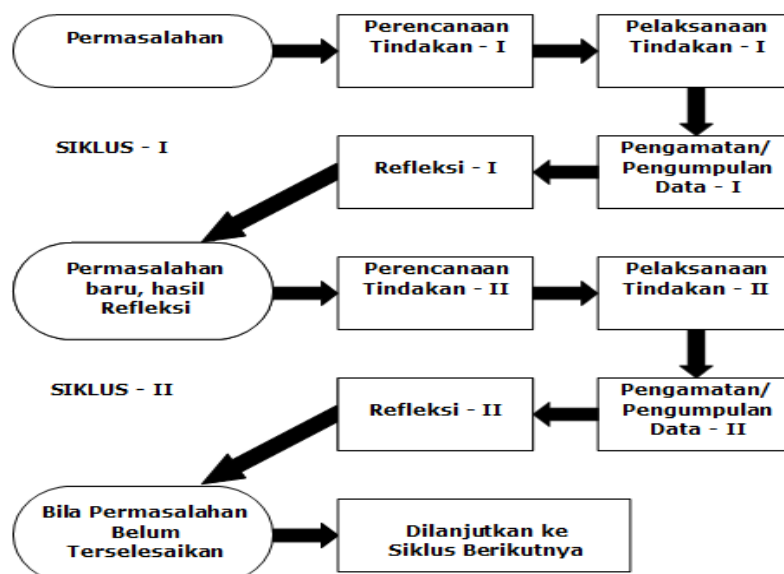 Permasalahan
Perencanaan
Tindakan - I
Pelaksanaan
Tindakan - I
SIKLUS - I
Refleksi - I
Pengamatan/
Pengumpulan
Data - I
Permasalahan
baru, hasil
Refleksi
Perencanaan
Tindakan - II
Pelaksanaan
Tindakan - II
SIKLUS - II
Refleksi - II
Pengamatan/
Pengumpulan
Data - II
Bila Permasalahan
Belum
Terselesaikan
Dilanjutkan ke
Siklus Berikutnya